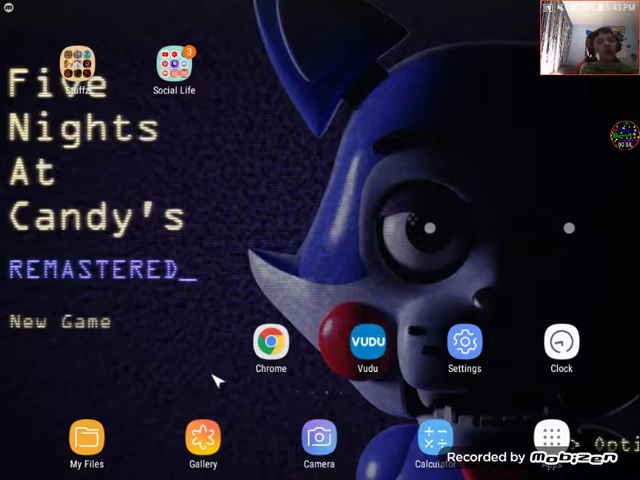 5:43 PM
3
Stuffz
Social Life
Five
Nights
At
Candy's
REMASTERED_
New Game
VUDU
Chrome
Vudu
Settings
Clock
My Files
Gallery
Camera
Calculator
Apps
> Opti
Recorded by mobizen